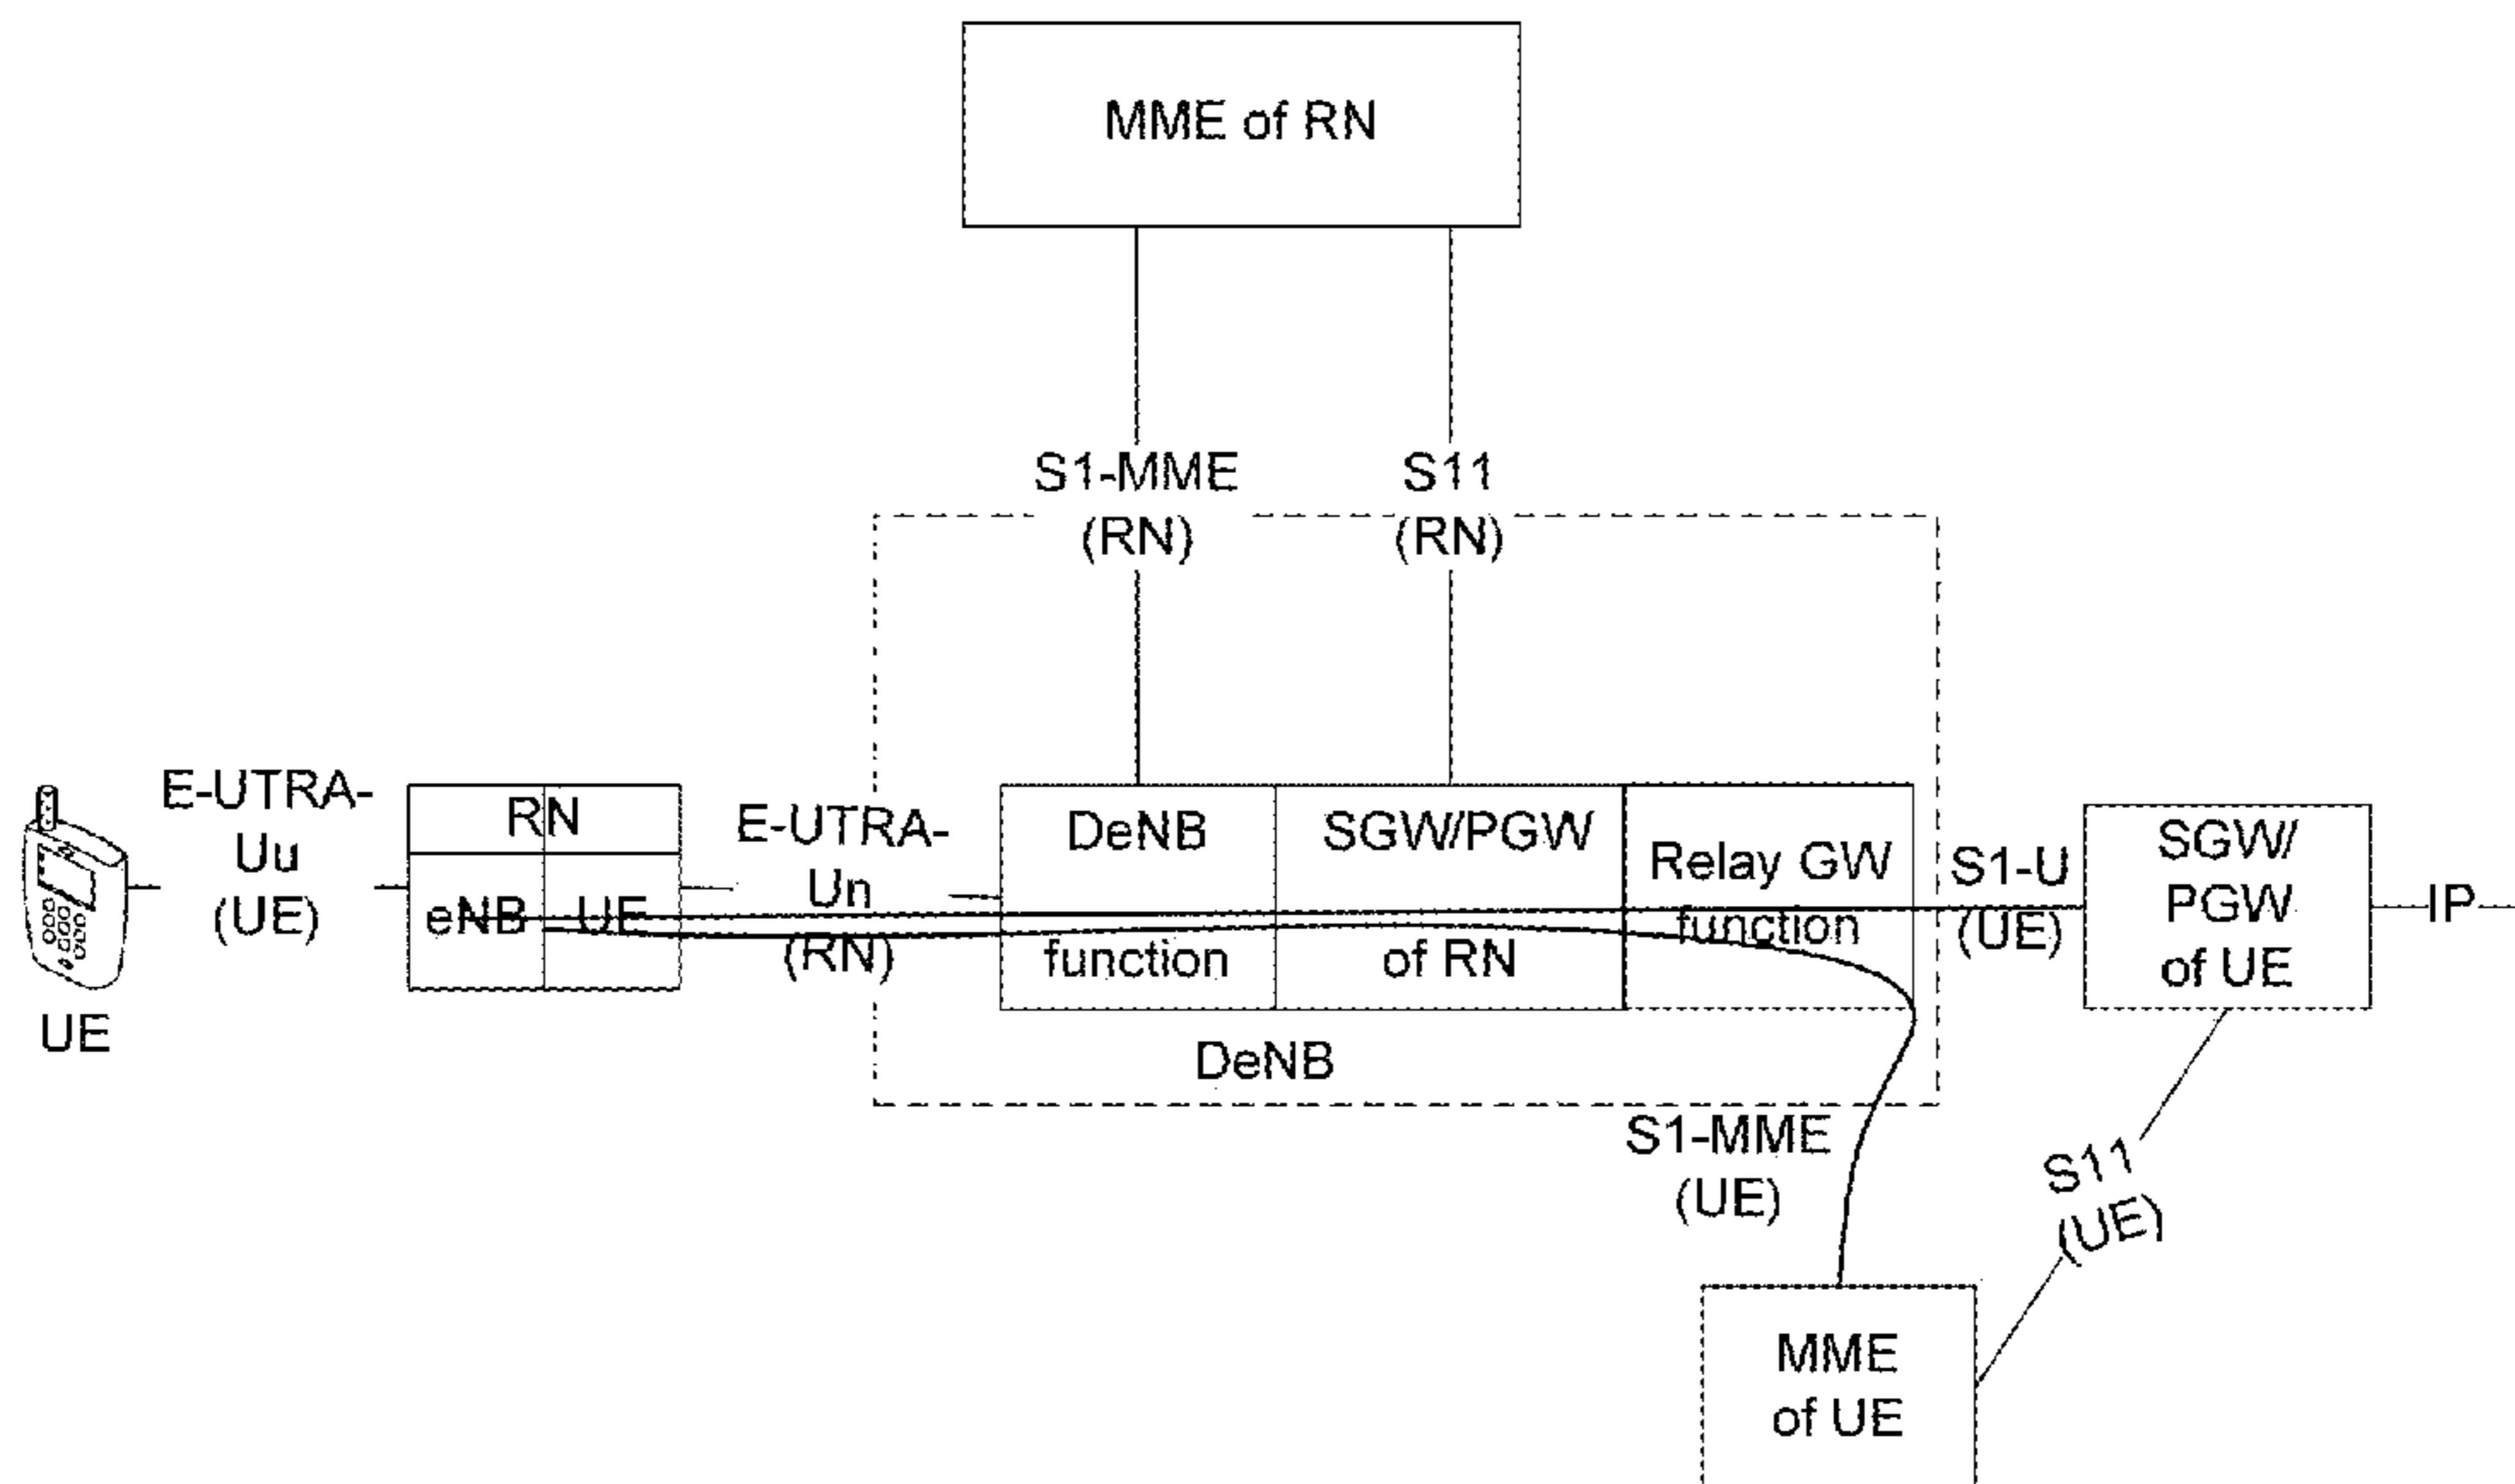 MME of RN
S1-MME
(RN)
S11
(RN)
E-UTRA-
Uu
(UE)
UE
RN
eNB
UE
E-UTRA-
Un
(RN)
DeNB
function
SGW/PGW
of RN
Relay GW
function
DeNB
S1-U
(UE)
SGW/
PGW
of UE
IP
S1-MME
(UE)
S11
(UE)
MME
of UE